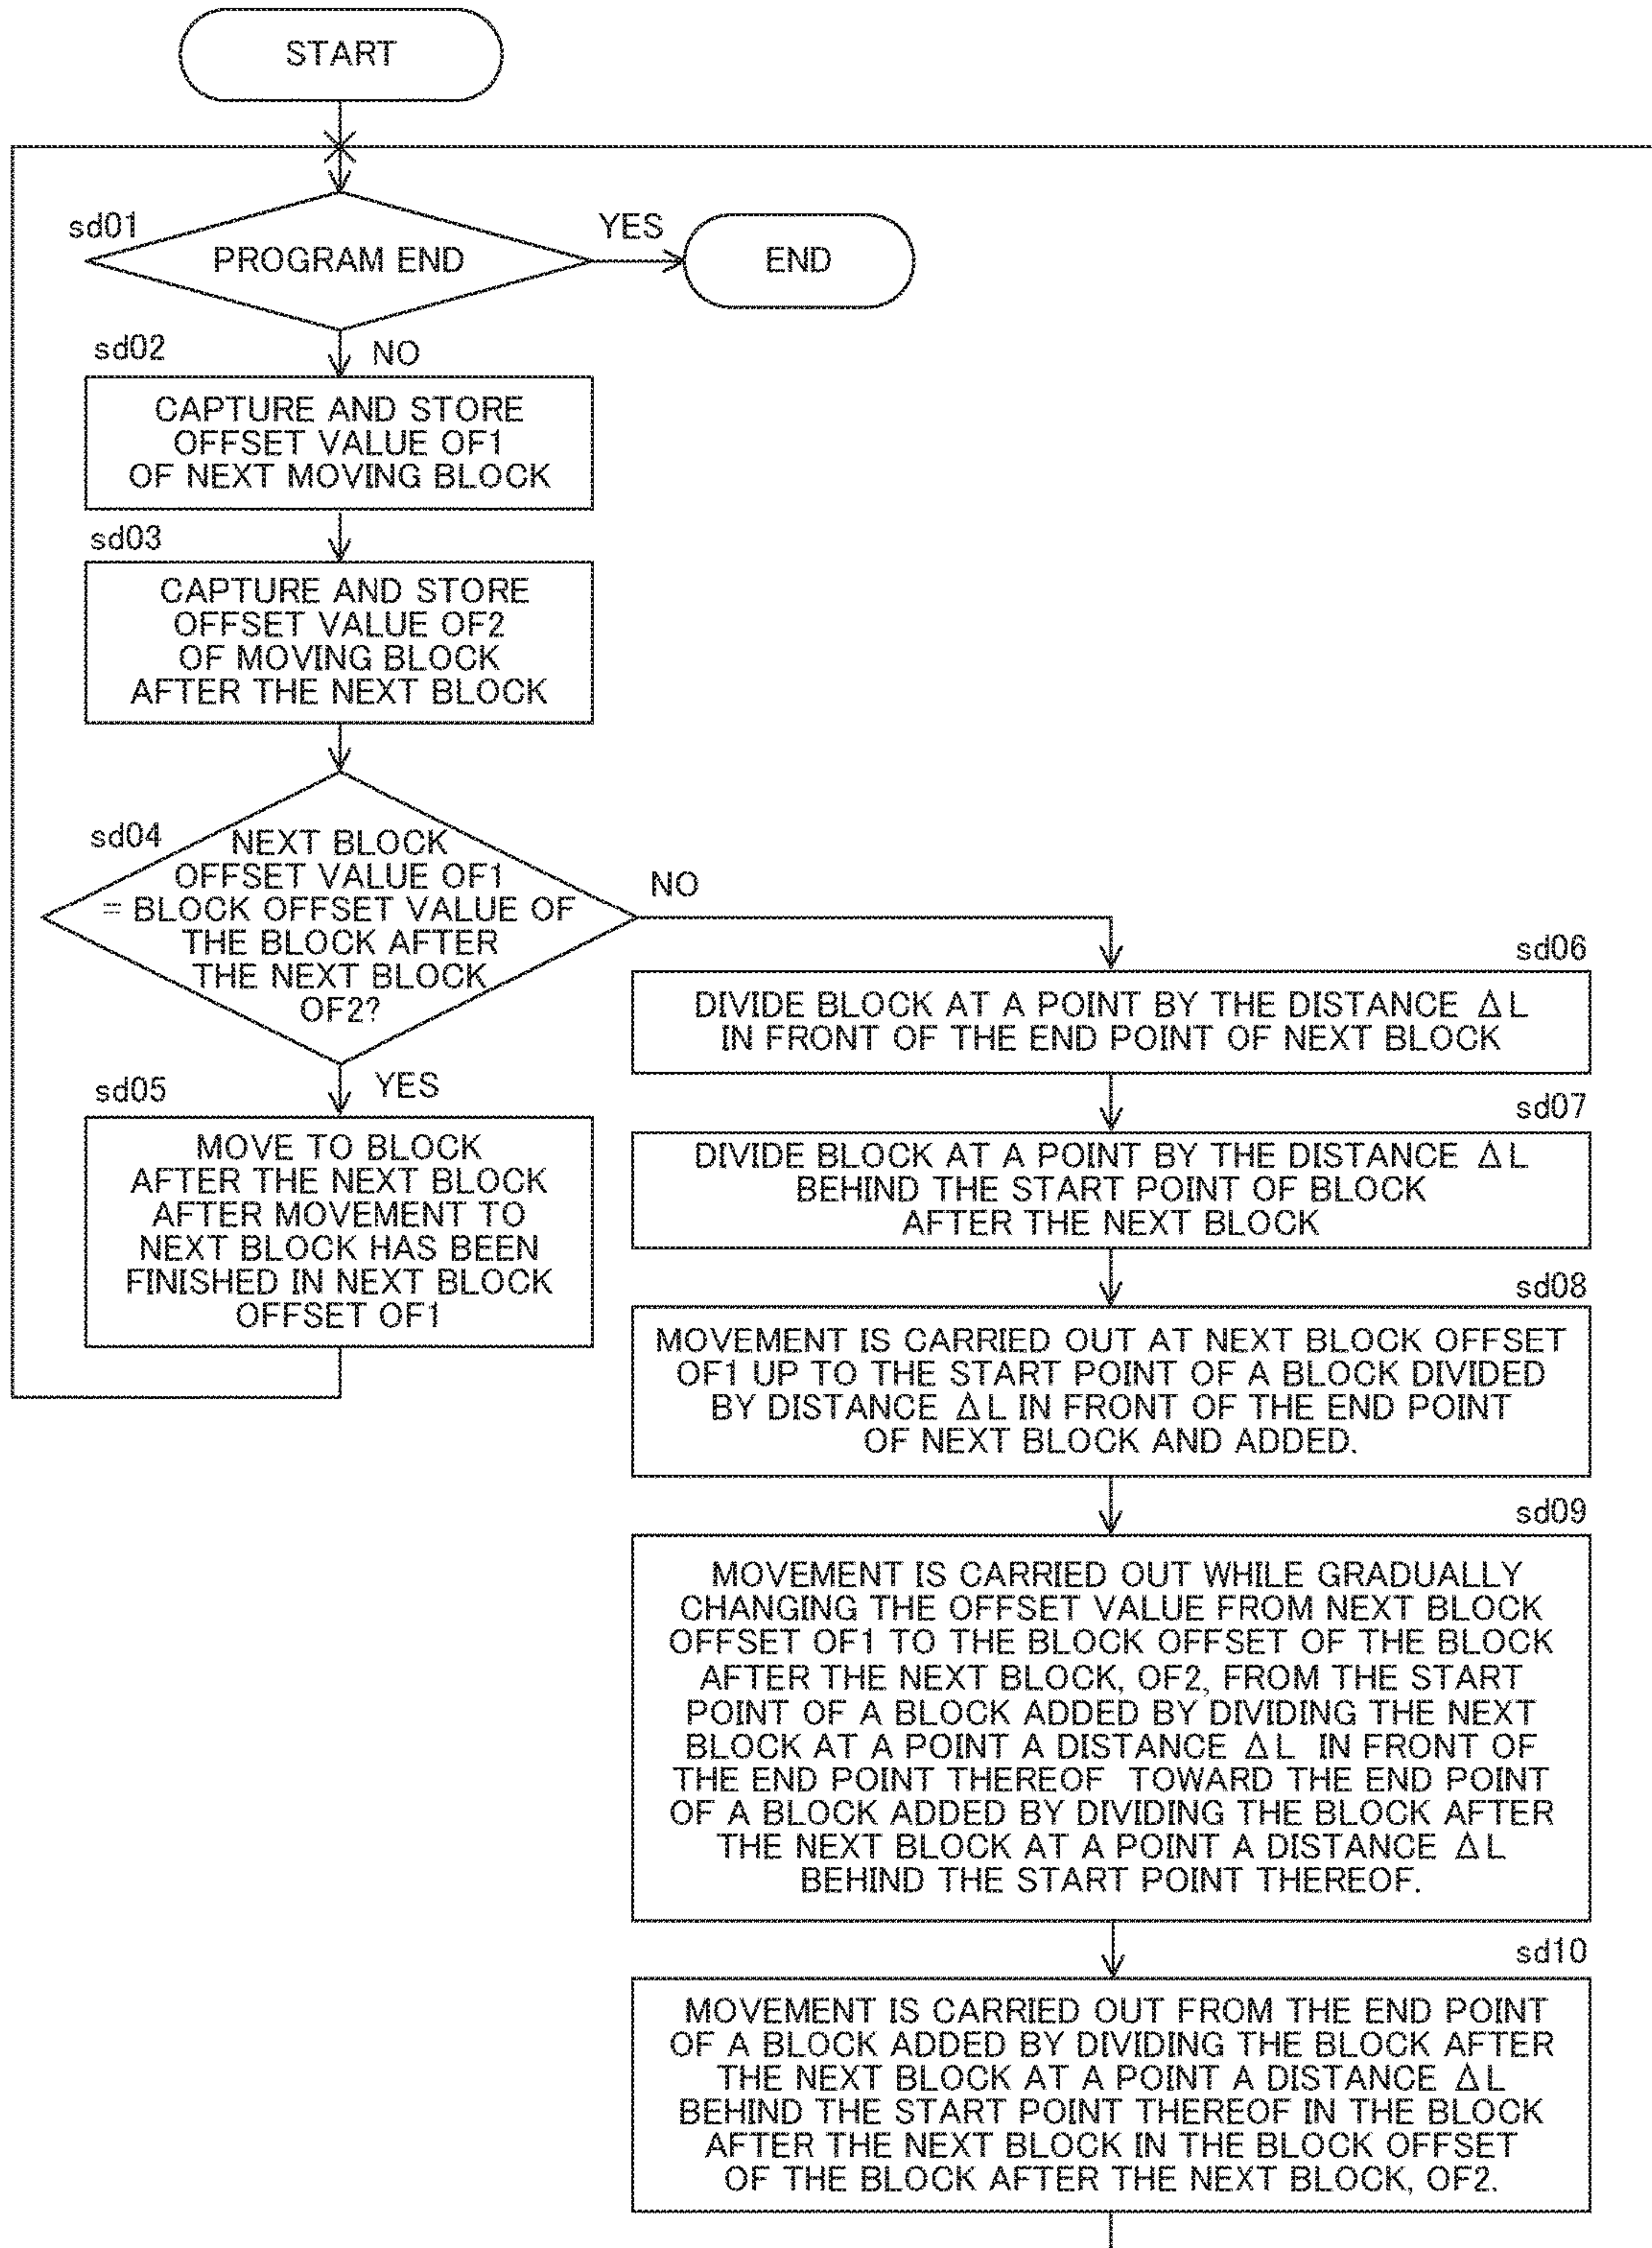 START
sd01
PROGRAM END
YES
END
sd02
NO
CAPTURE AND STORE
OFFSET VALUE OF1
OF NEXT MOVING BLOCK
sd03
CAPTURE AND STORE
OFFSET VALUE OF2
OF MOVING BLOCK
AFTER THE NEXT BLOCK
sd04
NEXT BLOCK
OFFSET VALUE OF1
= BLOCK OFFSET VALUE OF
THE BLOCK AFTER
THE NEXT BLOCK
OF2?
NO
YES
sd05
MOVE TO BLOCK
AFTER THE NEXT BLOCK
AFTER MOVEMENT TO
NEXT BLOCK HAS BEEN
FINISHED IN NEXT BLOCK
OFFSET OF1
sd06
DIVIDE BLOCK AT A POINT BY THE DISTANCE ΔL
IN FRONT OF THE END POINT OF NEXT BLOCK
sd07
DIVIDE BLOCK AT A POINT BY THE DISTANCE ΔL
BEHIND THE START POINT OF BLOCK
AFTER THE NEXT BLOCK
sd08
MOVEMENT IS CARRIED OUT AT NEXT BLOCK OFFSET
OF1 UP TO THE START POINT OF A BLOCK DIVIDED
BY DISTANCE ΔL IN FRONT OF THE END POINT
OF NEXT BLOCK AND ADDED.
sd09
MOVEMENT IS CARRIED OUT WHILE GRADUALLY
CHANGING THE OFFSET VALUE FROM NEXT BLOCK
OFFSET OF1 TO THE BLOCK OFFSET OF THE BLOCK
AFTER THE NEXT BLOCK, OF2, FROM THE START
POINT OF A BLOCK ADDED BY DIVIDING THE NEXT
BLOCK AT A POINT A DISTANCE ΔL IN FRONT OF
THE END POINT THEREOF TOWARD THE END POINT
OF A BLOCK ADDED BY DIVIDING THE BLOCK AFTER
THE NEXT BLOCK AT A POINT A DISTANCE ΔL
BEHIND THE START POINT THEREOF.
sd10
MOVEMENT IS CARRIED OUT FROM THE END POINT
OF A BLOCK ADDED BY DIVIDING THE BLOCK AFTER
THE NEXT BLOCK AT A POINT A DISTANCE ΔL
BEHIND THE START POINT THEREOF IN THE BLOCK
AFTER THE NEXT BLOCK IN THE BLOCK OFFSET
OF THE BLOCK AFTER THE NEXT BLOCK, OF2.